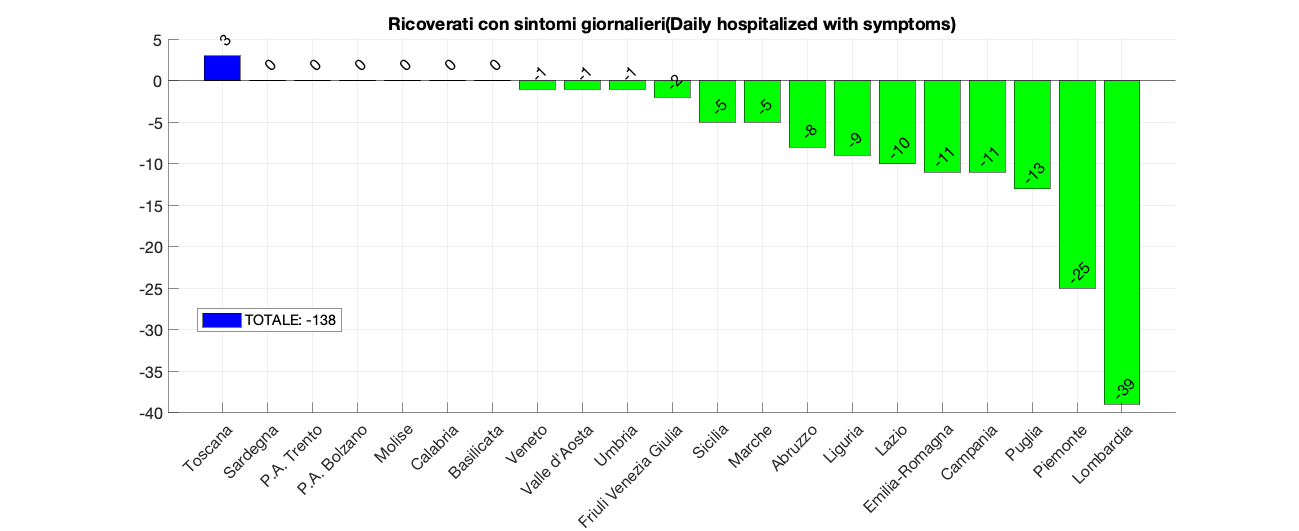 Ricoverati con sintomi giornalieri(Daily hospitalized with symptoms)
5
0
-5
-10
-15
-20
-25
-30
-35
-40
3
0
0
0
0
0
0
-1
-1
-1
-2
-5
-5
-8
-9
-10
-11
-11
-13
-25
-39
TOTALE: -138
Toscana
Sardegna
P.A. Trento
P.A. Bolzano
Molise
Calabria
Basilicata
Veneto
Valle d'Aosta
Umbria
Friuli Venezia Giulia
Sicilia
Marche
Abruzzo
Liguria
Lazio
Emilia-Romagna
Campania
Puglia
Piemonte
Lombardia